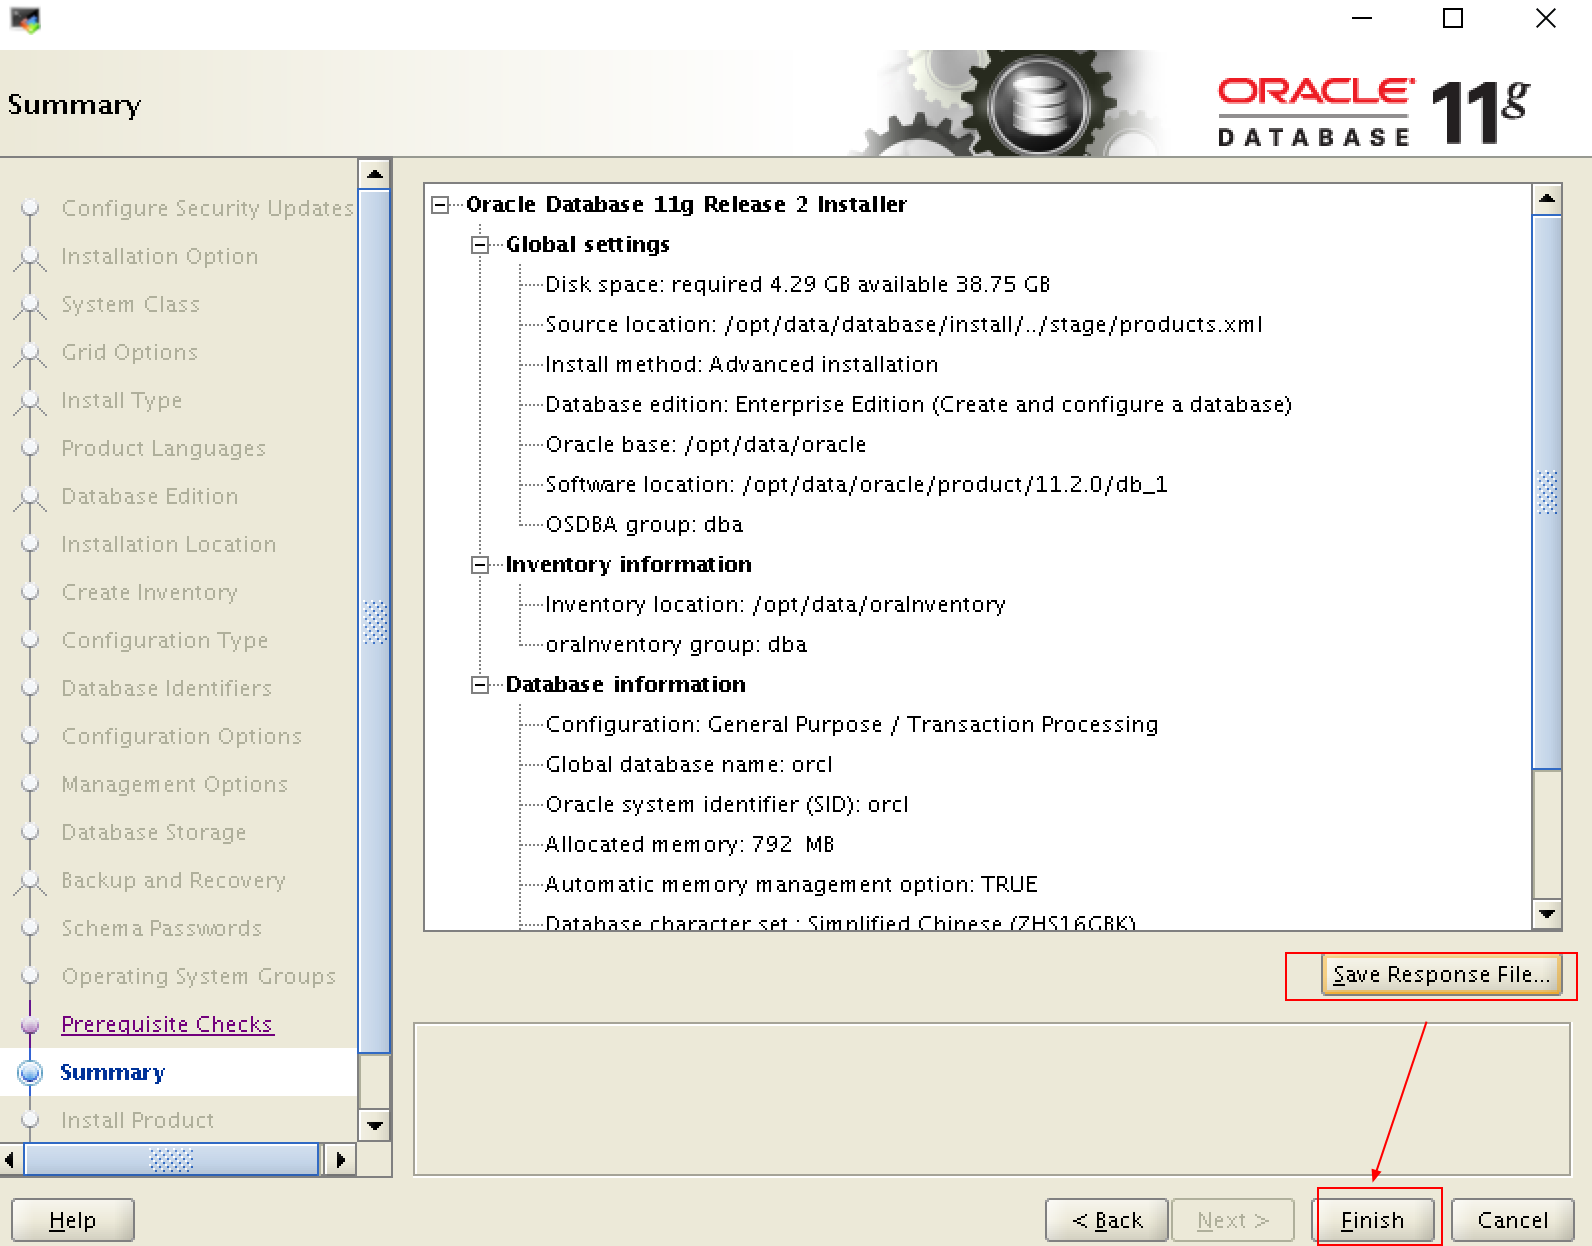 Summary
ORACLE
DATABASE
11g
Configure Security Updates
Installation Option
System Class
Grid Options
Install Type
Product Languages
Database Edition
Installation Location
Create Inventory
Configuration Type
Database Identifiers
Configuration Options
Management Options
Database Storage
Backup and Recovery
Schema Passwords
Operating System Groups
Prerequisite Checks
Summary
Install Product
Oracle Database 11g Release 2 Installer
Global settings
Disk space: required 4.29 GB available 38.75 GB
Source location: /opt/data/database/install/../stage/products.xml
Install method: Advanced installation
Database edition: Enterprise Edition (Create and configure a database)
Oracle base: /opt/data/oracle
Software location: /opt/data/oracle/product/11.2.0/db_1
OSDBA group: dba
Inventory information
Inventory location: /opt/data/oraInventory
oraInventory group: dba
Database information
Configuration: General Purpose / Transaction Processing
Global database name: orcl
Oracle system identifier (SID): orcl
Allocated memory: 792 MB
Automatic memory management option: TRUE
Database character set : Simplified Chinese (ZHS16GBK)
Save Response File...
Help
< Back
Next >
Finish
Cancel